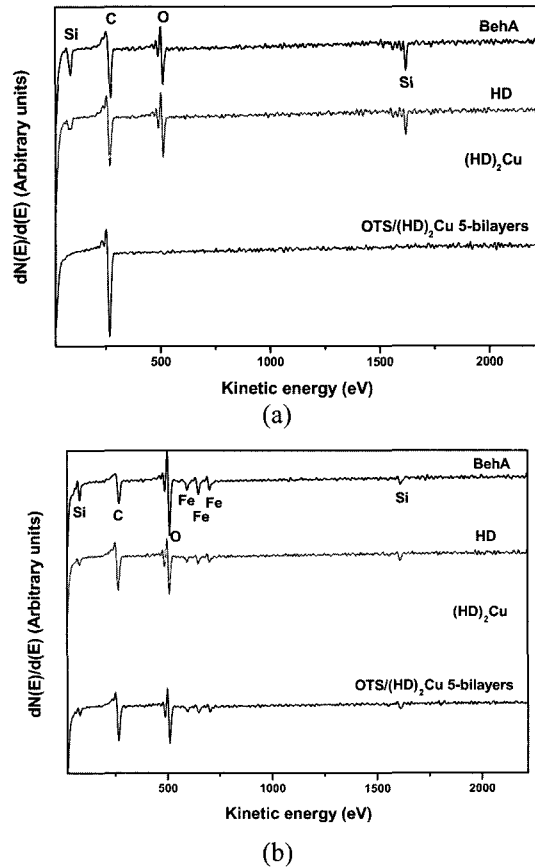 Si
C
O
BehA
Si
HD
(HD)₂Cu
OTS/(HD)₂Cu 5-bilayers
dN(E)/d(E) (Arbitrary units)
500
1000
1500
2000
Kinetic energy (eV)
(a)
BehA
Si
C
O
Fe
Fe
Fe
Si
HD
(HD)₂Cu
OTS/(HD)₂Cu 5-bilayers
dN(E)/d(E) (Arbitrary units)
500
1000
1500
2000
Kinetic energy (eV)
(b)